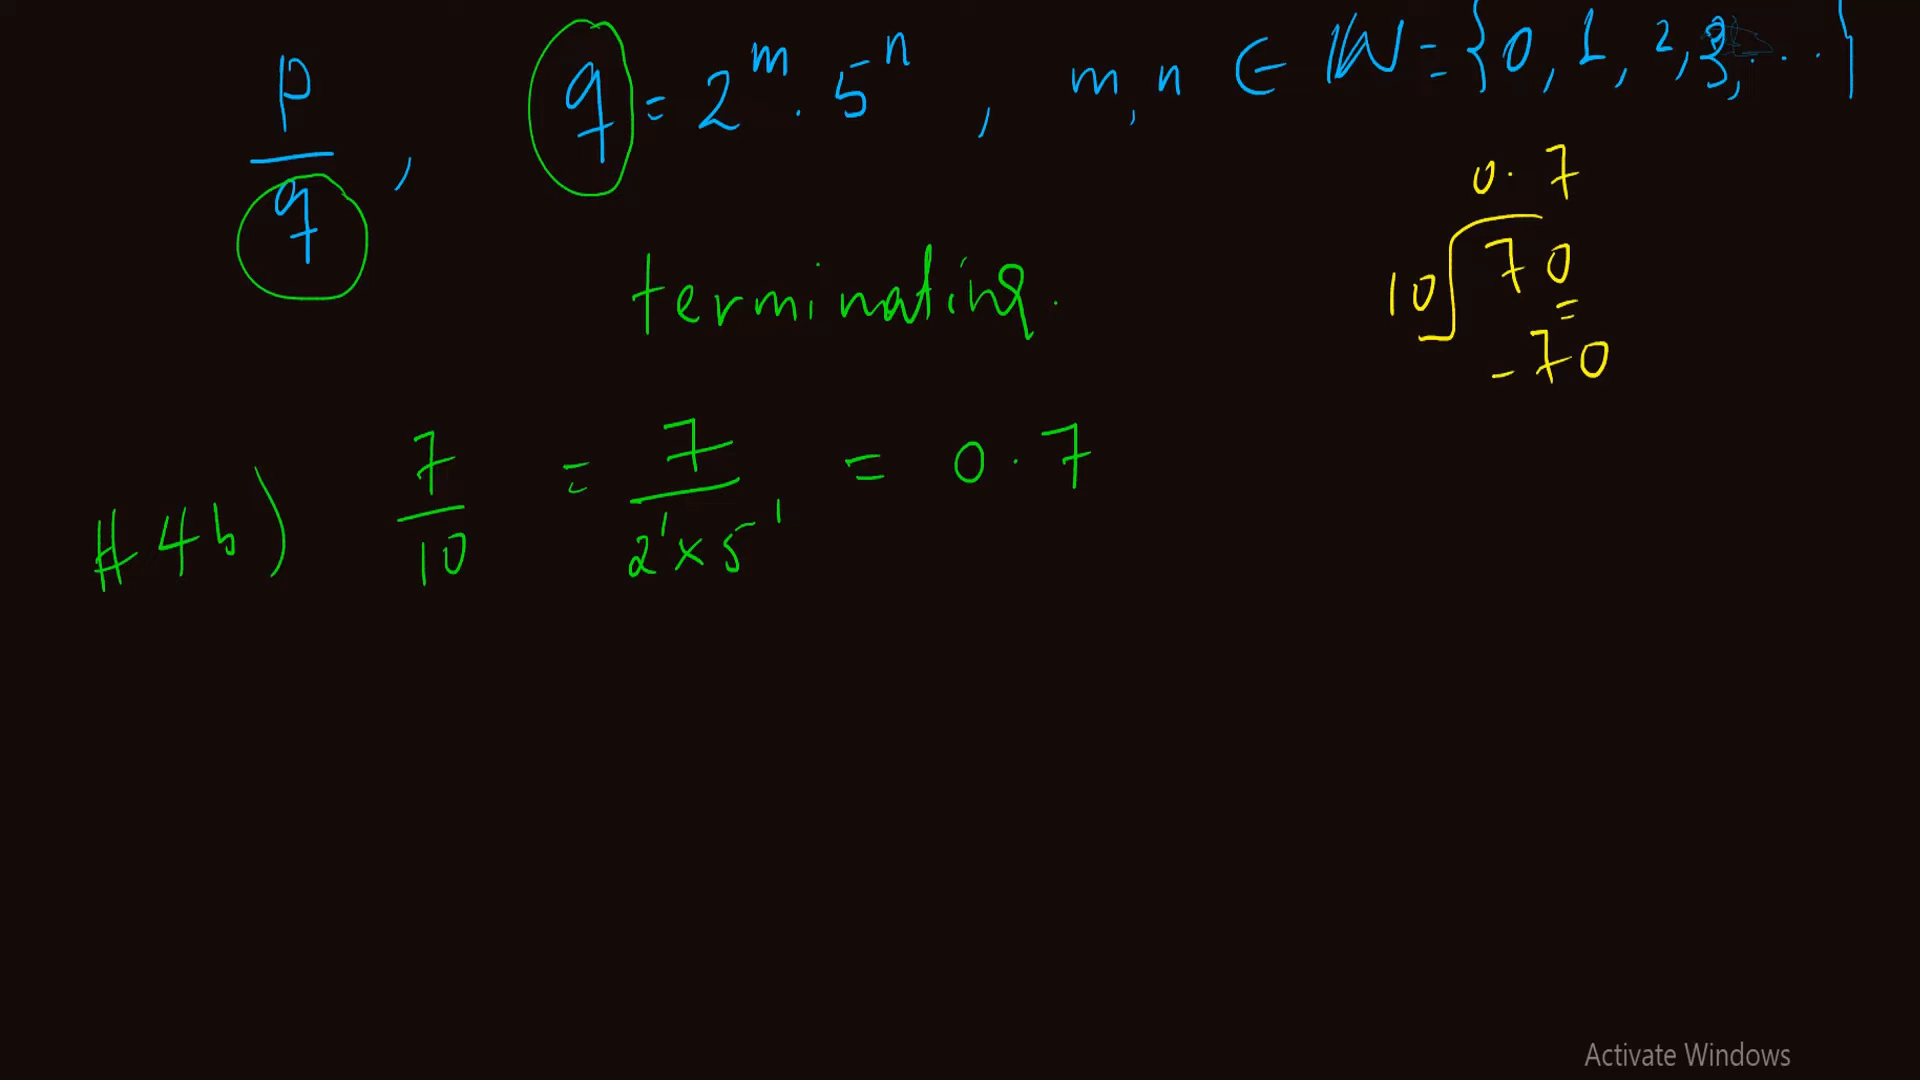 p/q , q = 2^m . 5^n , m, n ∈ W = {0, 1, 2, 3, ...}
terminating.
0.7
10 70
- 70
#4b) 7/10 = 7/(2^1 × 5^1) = 0.7
Activate Windows